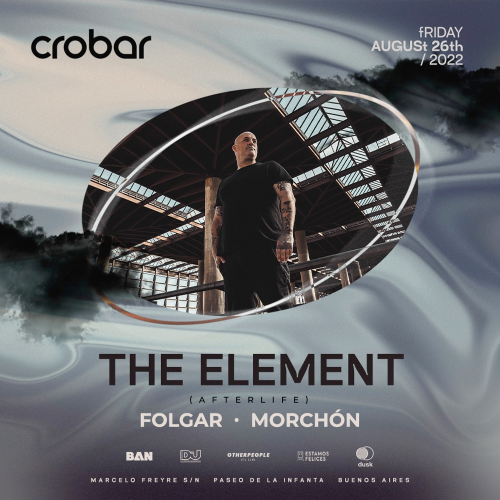 crobar
fRIDAY
AUGUSt 26th
/ 2022
THE ELEMENT
(AFTERLIFE)
FOLGAR · MORCHÓN
BAN DJ OTHERPEOPLE ESTAMOS FELICES dusk
MARCELO FREYRE S/N PASEO DE LA INFANTA BUENOS AIRES